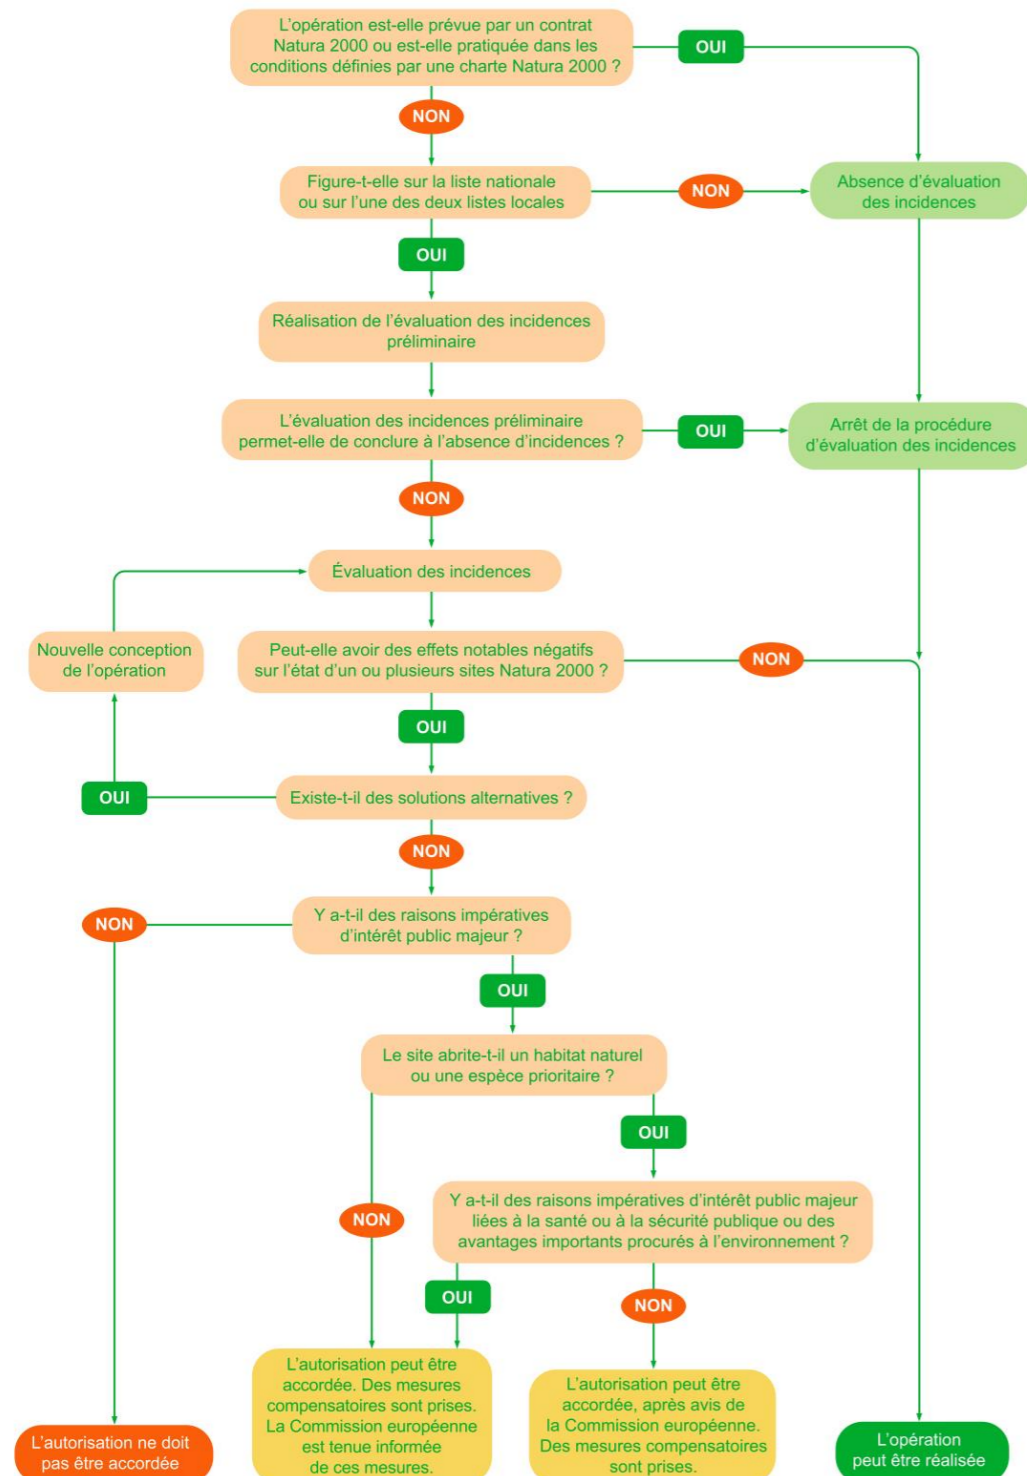 L’opération est-elle prévue par un contrat
Natura 2000 ou est-elle pratiquée dans les
conditions définies par une charte Natura 2000 ?
OUI
NON
Figure-t-elle sur la liste nationale
ou sur l’une des deux listes locales
NON
Absence d’évaluation
des incidences
OUI
Réalisation de l’évaluation des incidences
préliminaire
L’évaluation des incidences préliminaire
permet-elle de conclure à l’absence d’incidences ?
OUI
Arrêt de la procédure
d’évaluation des incidences
NON
Évaluation des incidences
Nouvelle conception
de l’opération
Peut-elle avoir des effets notables négatifs
sur l’état d’un ou plusieurs sites Natura 2000 ?
NON
OUI
OUI
Existe-t-il des solutions alternatives ?
NON
NON
Y a-t-il des raisons impératives
d’intérêt public majeur ?
OUI
Le site abrite-t-il un habitat naturel
ou une espèce prioritaire ?
OUI
NON
Y a-t-il des raisons impératives d’intérêt public majeur
liées à la santé ou à la sécurité publique ou des
avantages importants procurés à l’environnement ?
OUI
NON
L’autorisation ne doit
pas être accordée
L’autorisation peut être
accordée. Des mesures
compensatoires sont prises.
La Commission européenne
est tenue informée
de ces mesures.
L’autorisation peut être
accordée, après avis de
la Commission européenne.
Des mesures compensatoires
sont prises.
L’opération
peut être réalisée